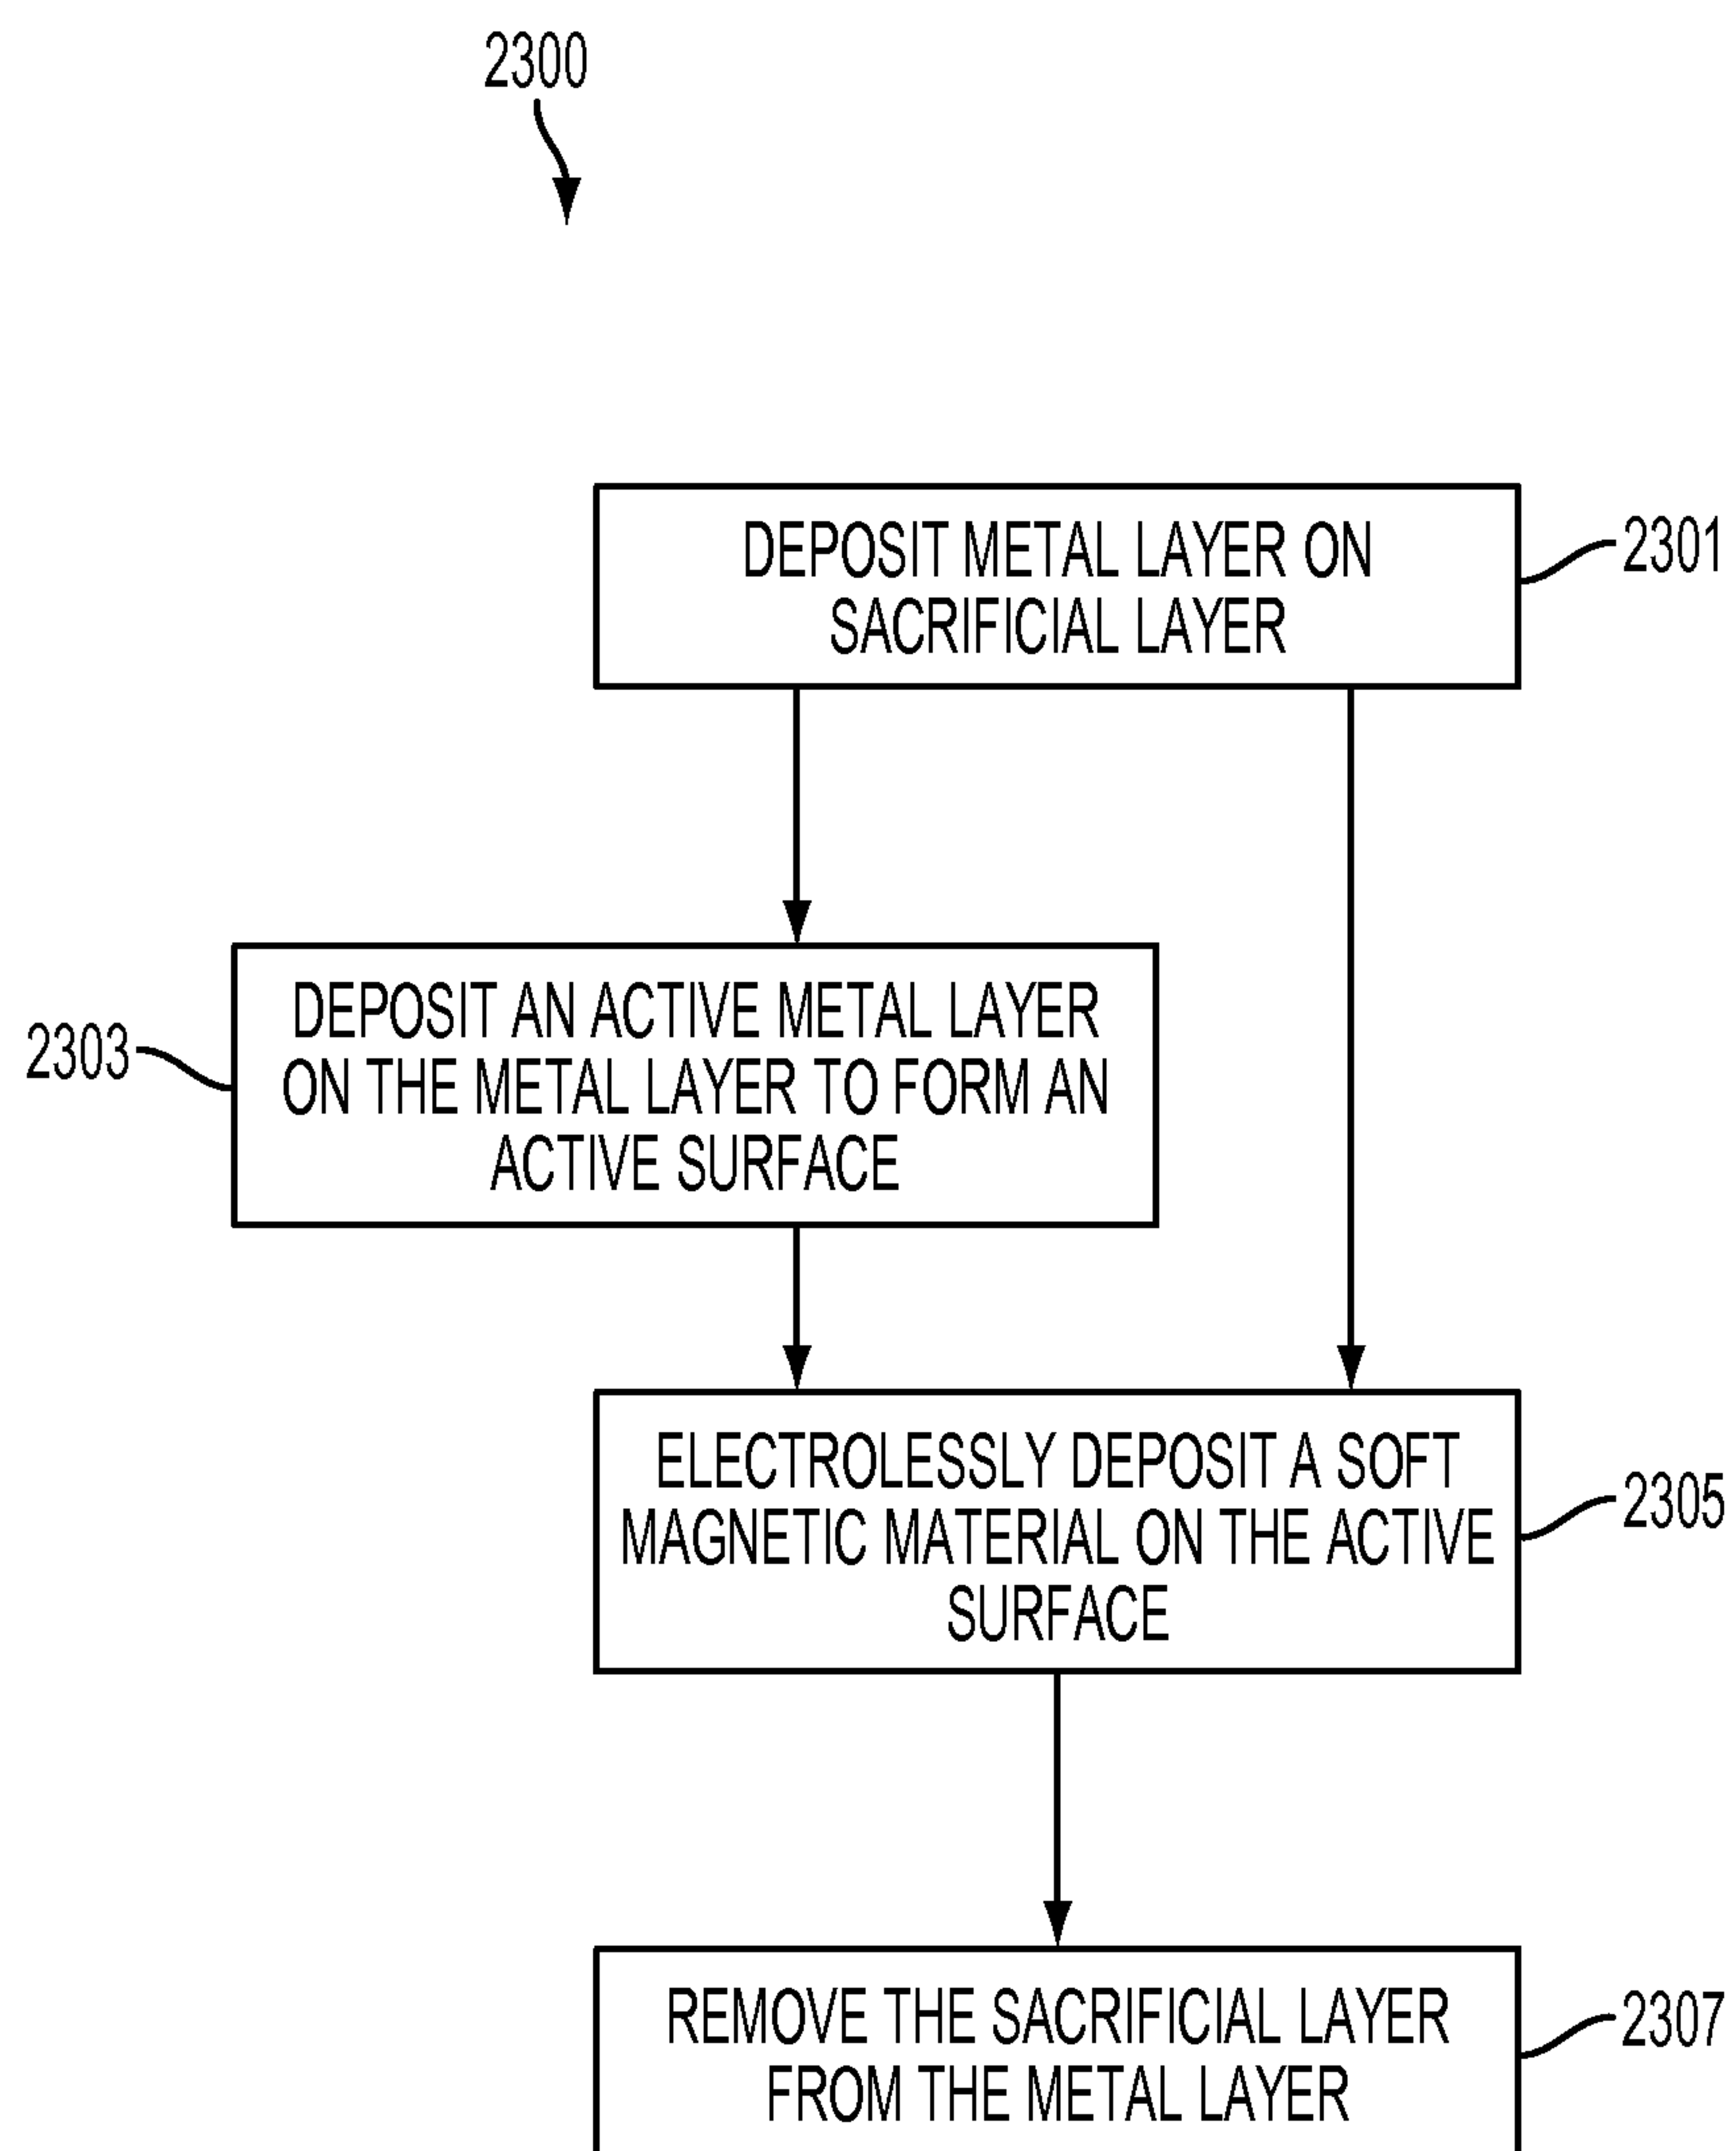 2300
DEPOSIT METAL LAYER ON
SACRIFICIAL LAYER
2301
DEPOSIT AN ACTIVE METAL LAYER
ON THE METAL LAYER TO FORM AN
ACTIVE SURFACE
2303
ELECTROLESSLY DEPOSIT A SOFT
MAGNETIC MATERIAL ON THE ACTIVE
SURFACE
2305
REMOVE THE SACRIFICIAL LAYER
FROM THE METAL LAYER
2307